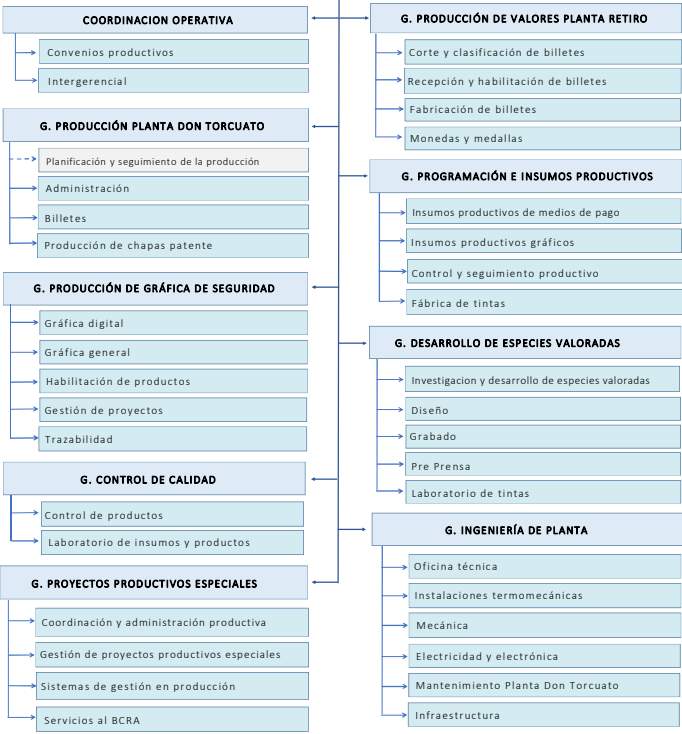 COORDINACION OPERATIVA
Convenios productivos
Intergerencial
G. PRODUCCIÓN PLANTA DON TORCUATO
Planificación y seguimiento de la producción
Administración
Billetes
Producción de chapas patente
G. PRODUCCIÓN DE GRÁFICA DE SEGURIDAD
Gráfica digital
Gráfica general
Habilitación de productos
Gestión de proyectos
Trazabilidad
G. CONTROL DE CALIDAD
Control de productos
Laboratorio de insumos y productos
G. PROYECTOS PRODUCTIVOS ESPECIALES
Coordinación y administración productiva
Gestión de proyectos productivos especiales
Sistemas de gestión en producción
Servicios al BCRA
G. PRODUCCIÓN DE VALORES PLANTA RETIRO
Corte y clasificación de billetes
Recepción y habilitación de billetes
Fabricación de billetes
Monedas y medallas
G. PROGRAMACIÓN E INSUMOS PRODUCTIVOS
Insumos productivos de medios de pago
Insumos productivos gráficos
Control y seguimiento productivo
Fábrica de tintas
G. DESARROLLO DE ESPECIES VALORADAS
Investigacion y desarrollo de especies valoradas
Diseño
Grabado
Pre Prensa
Laboratorio de tintas
G. INGENIERÍA DE PLANTA
Oficina técnica
Instalaciones termomecánicas
Mecánica
Electricidad y electrónica
Mantenimiento Planta Don Torcuato
Infraestructura